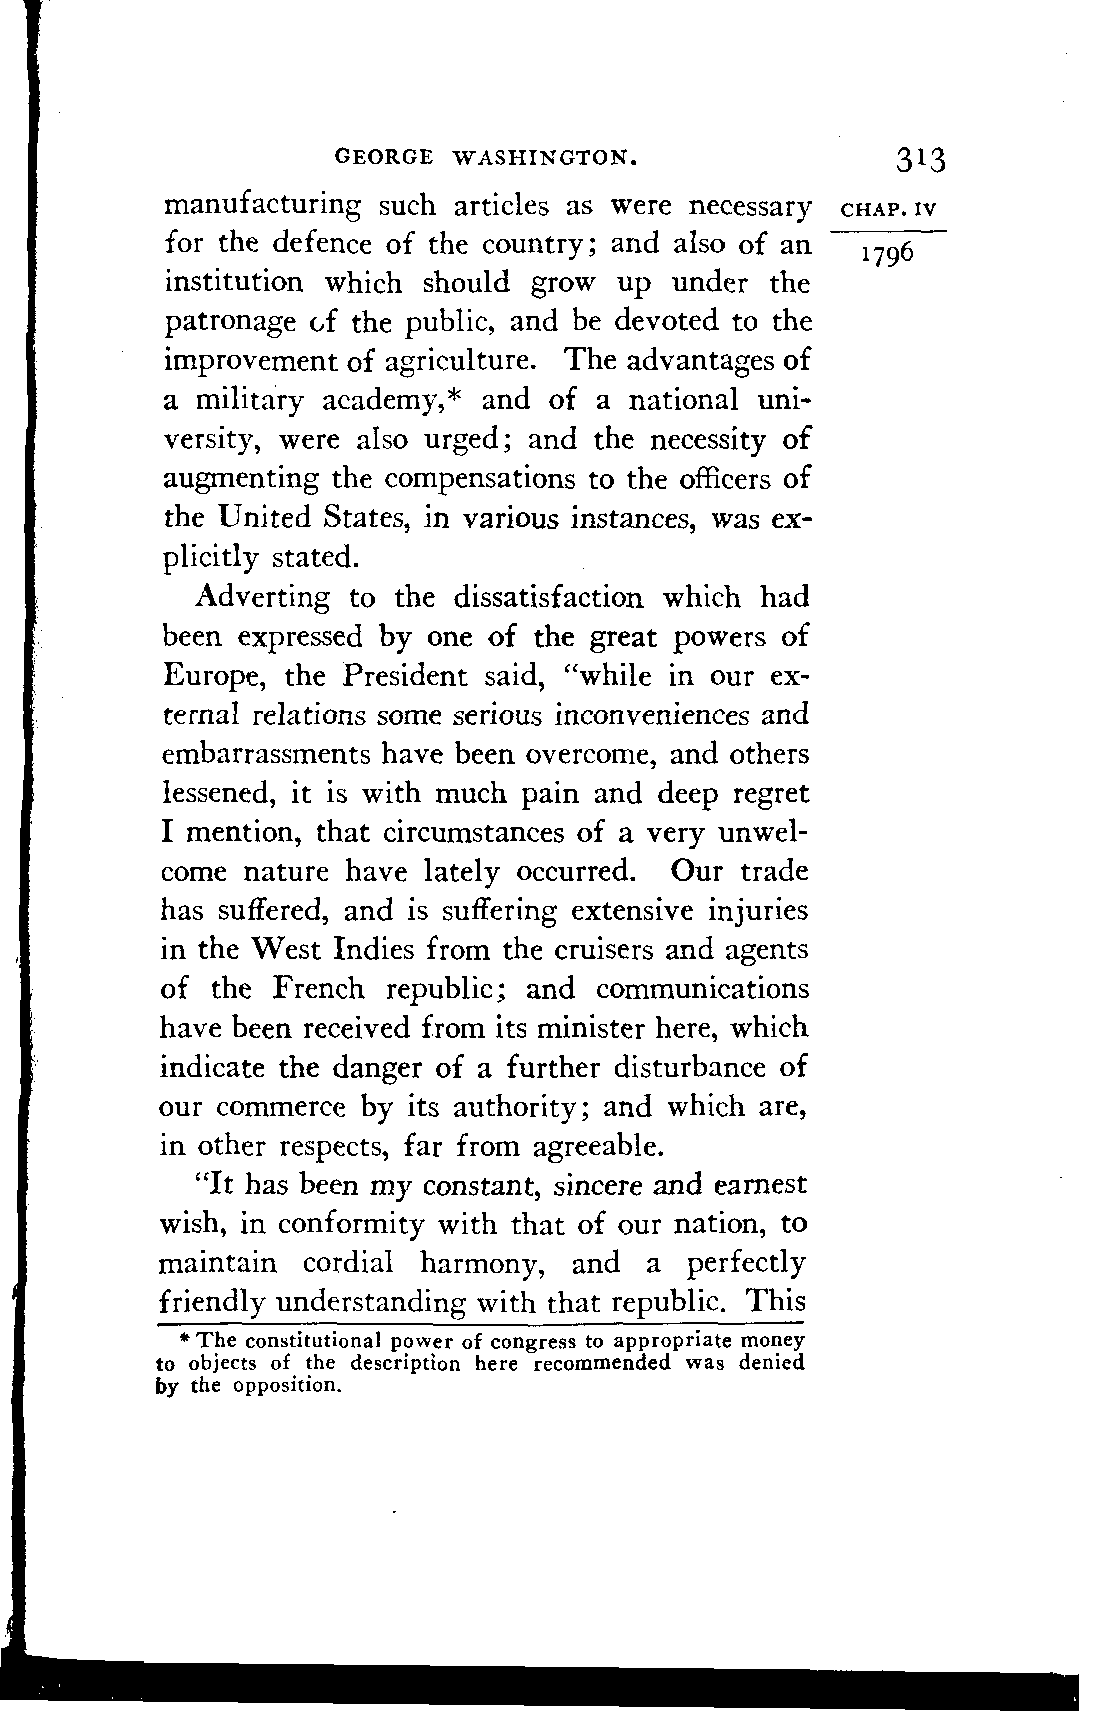 GEORGE WASHINGTON. 313
manufacturing such articles as were necessary CHAP. IV
for the defence of the country; and also of an 1796
institution which should grow up under the
patronage of the public, and be devoted to the
improvement of agriculture. The advantages of
a military academy,* and of a national uni-
versity, were also urged; and the necessity of
augmenting the compensations to the officers of
the United States, in various instances, was ex-
plicitly stated.
Adverting to the dissatisfaction which had
been expressed by one of the great powers of
Europe, the President said, "while in our ex-
ternal relations some serious inconveniences and
embarrassments have been overcome, and others
lessened, it is with much pain and deep regret
I mention, that circumstances of a very unwel-
come nature have lately occurred. Our trade
has suffered, and is suffering extensive injuries
in the West Indies from the cruisers and agents
of the French republic; and communications
have been received from its minister here, which
indicate the danger of a further disturbance of
our commerce by its authority; and which are,
in other respects, far from agreeable.
"It has been my constant, sincere and earnest
wish, in conformity with that of our nation, to
maintain cordial harmony, and a perfectly
friendly understanding with that republic. This
* The constitutional power of congress to appropriate money
to objects of the description here recommended was denied
by the opposition.